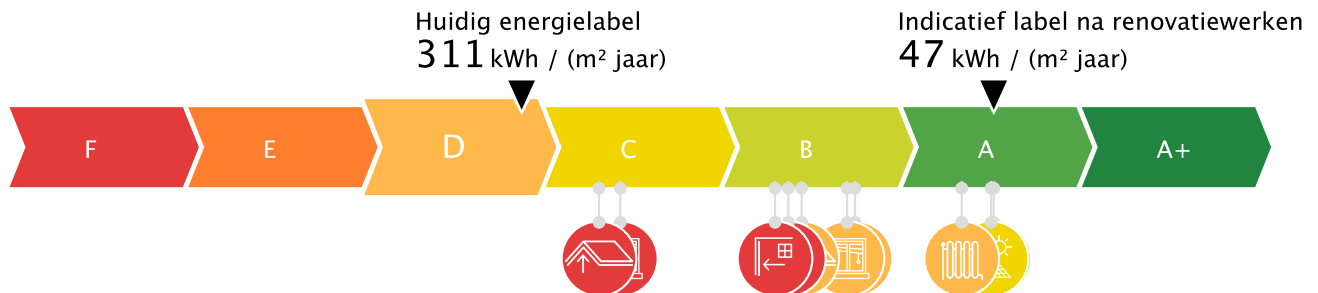 Huidig energielabel
311 kWh / (m² jaar)
Indicatief label na renovatiewerken
47 kWh / (m² jaar)
F
E
D
C
B
A
A+